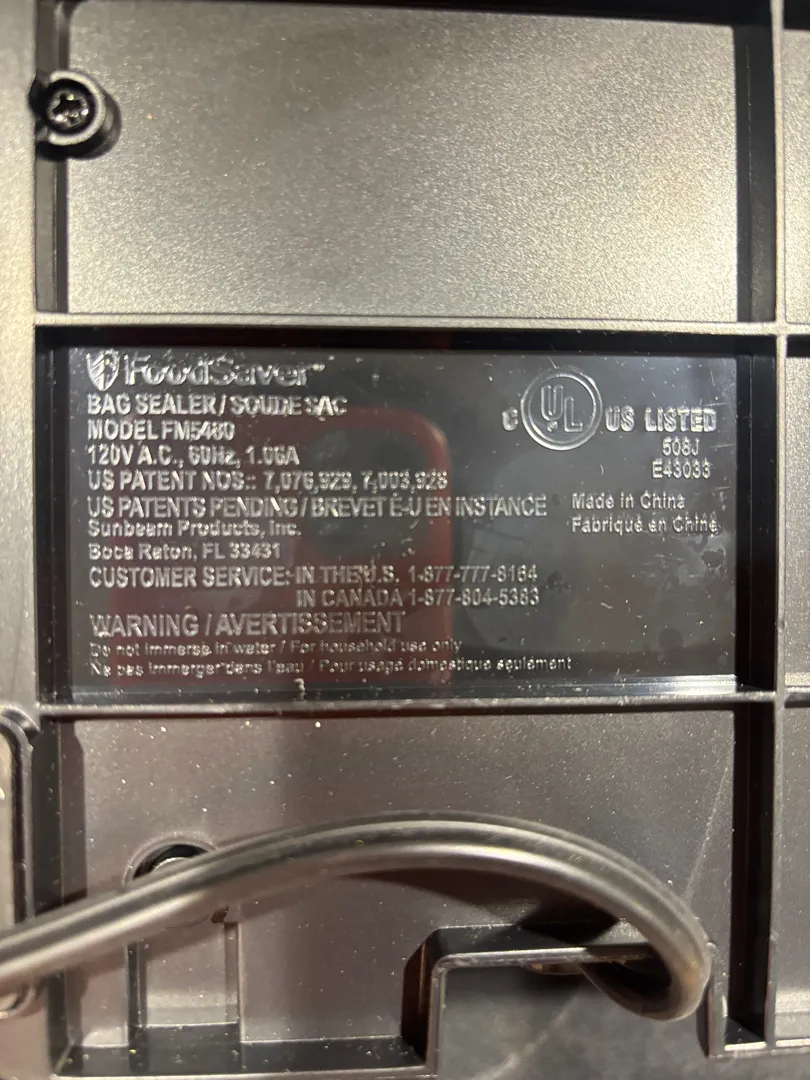 FoodSaver™
BAG SEALER / SOUDE SAC
MODEL FM5480
120V A.C., 60Hz, 1.06A
US PATENT NOS.: 7,076,929, 7,003,928
US PATENTS PENDING / BREVET É-U EN INSTANCE
Sunbeam Products, Inc.
Boca Raton, FL 33431
CUSTOMER SERVICE: IN THE U.S. 1-877-777-8164
IN CANADA 1-877-804-5383
WARNING / AVERTISSEMENT
Do not immerse in water / For household use only
Ne pas immerger dans l'eau / Pour usage domestique seulement
C UL US LISTED
508J
E43033
Made in China
Fabriqué en Chine